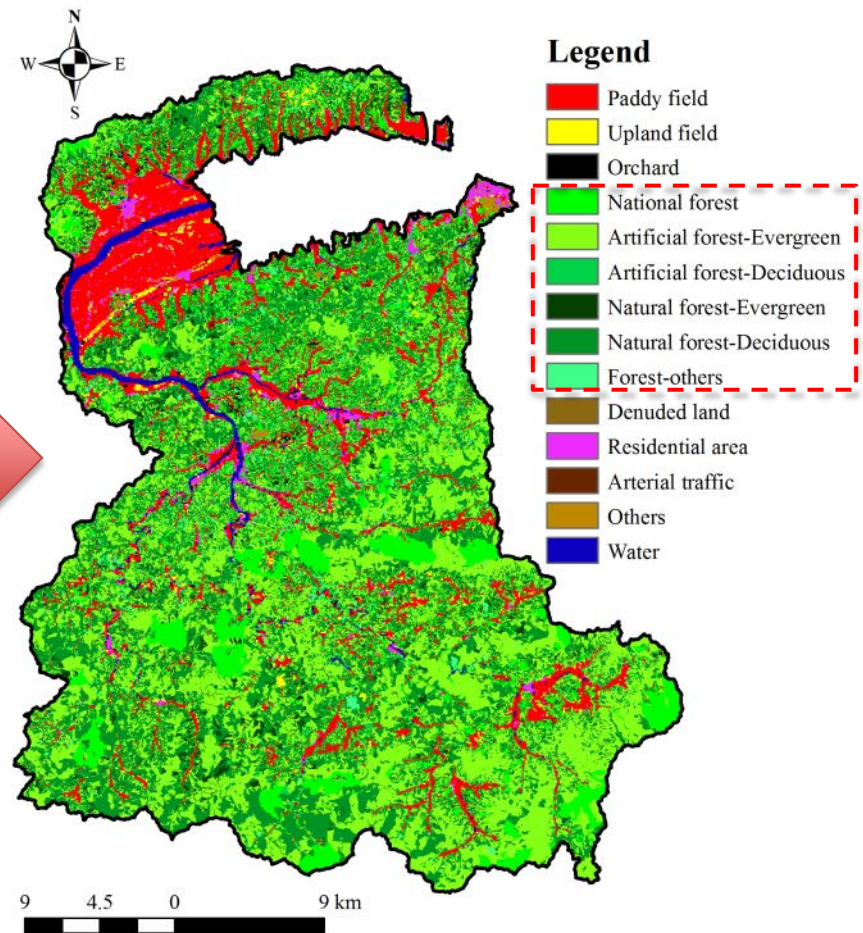 N
W E
S
Legend
Paddy field
Upland field
Orchard
National forest
Artificial forest-Evergreen
Artificial forest-Deciduous
Natural forest-Evergreen
Natural forest-Deciduous
Forest-others
Denuded land
Residential area
Arterial traffic
Others
Water
9 4.5 0 9 km